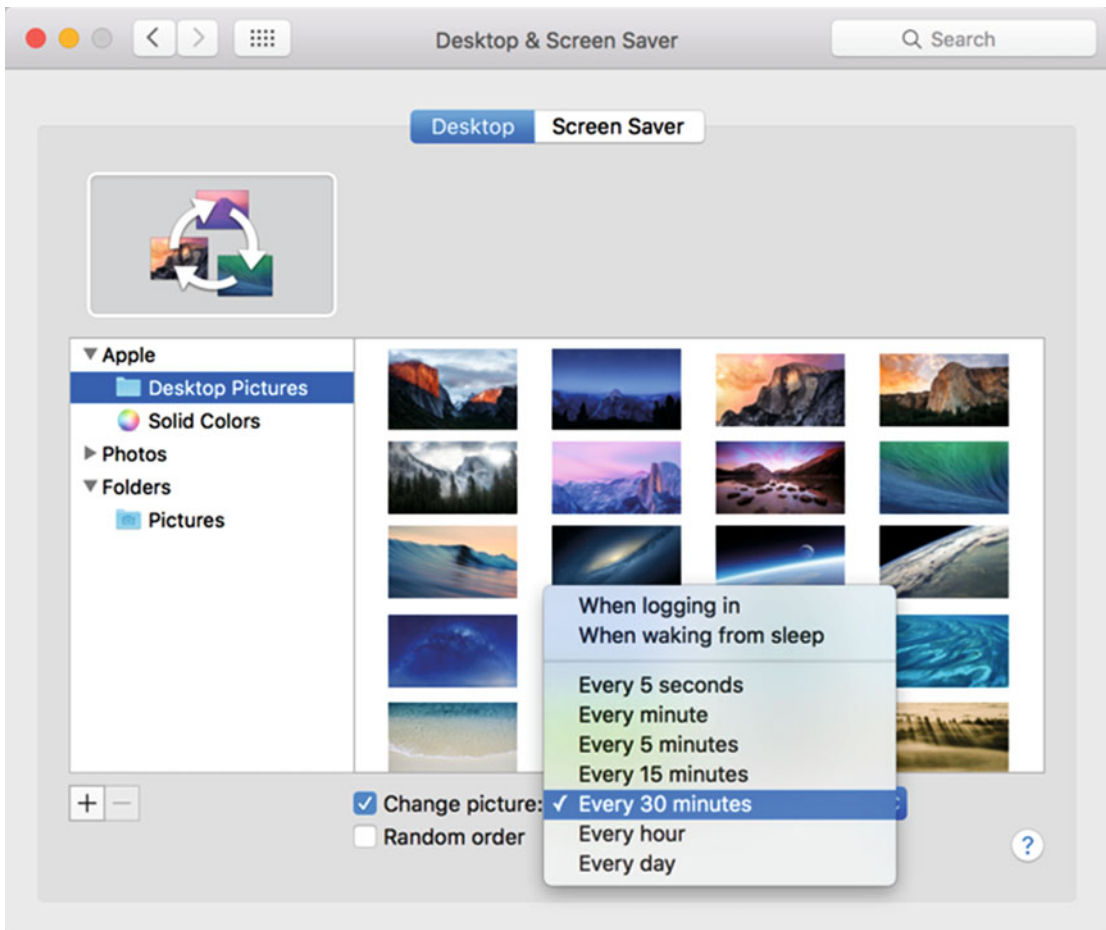 Desktop & Screen Saver
Search
Desktop
Screen Saver
Apple
Desktop Pictures
Solid Colors
Photos
Folders
Pictures
When logging in
When waking from sleep
Every 5 seconds
Every minute
Every 5 minutes
Every 15 minutes
Change picture: ✓ Every 30 minutes
Random order
Every hour
Every day
+ −
?